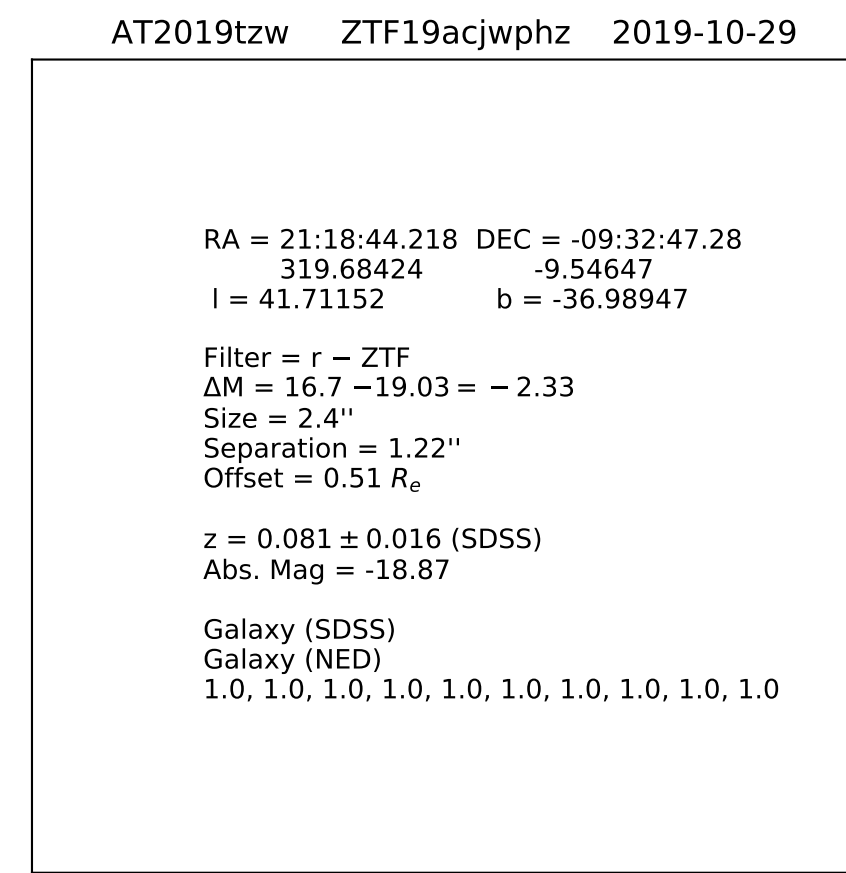 AT2019tzw ZTF19acjwphz 2019-10-29
RA = 21:18:44.218 DEC = -09:32:47.28
319.68424 -9.54647
l = 41.71152 b = -36.98947
Filter = r − ZTF
ΔM = 16.7 −19.03 = − 2.33
Size = 2.4''
Separation = 1.22''
Offset = 0.51 Re
z = 0.081 ± 0.016 (SDSS)
Abs. Mag = -18.87
Galaxy (SDSS)
Galaxy (NED)
1.0, 1.0, 1.0, 1.0, 1.0, 1.0, 1.0, 1.0, 1.0, 1.0